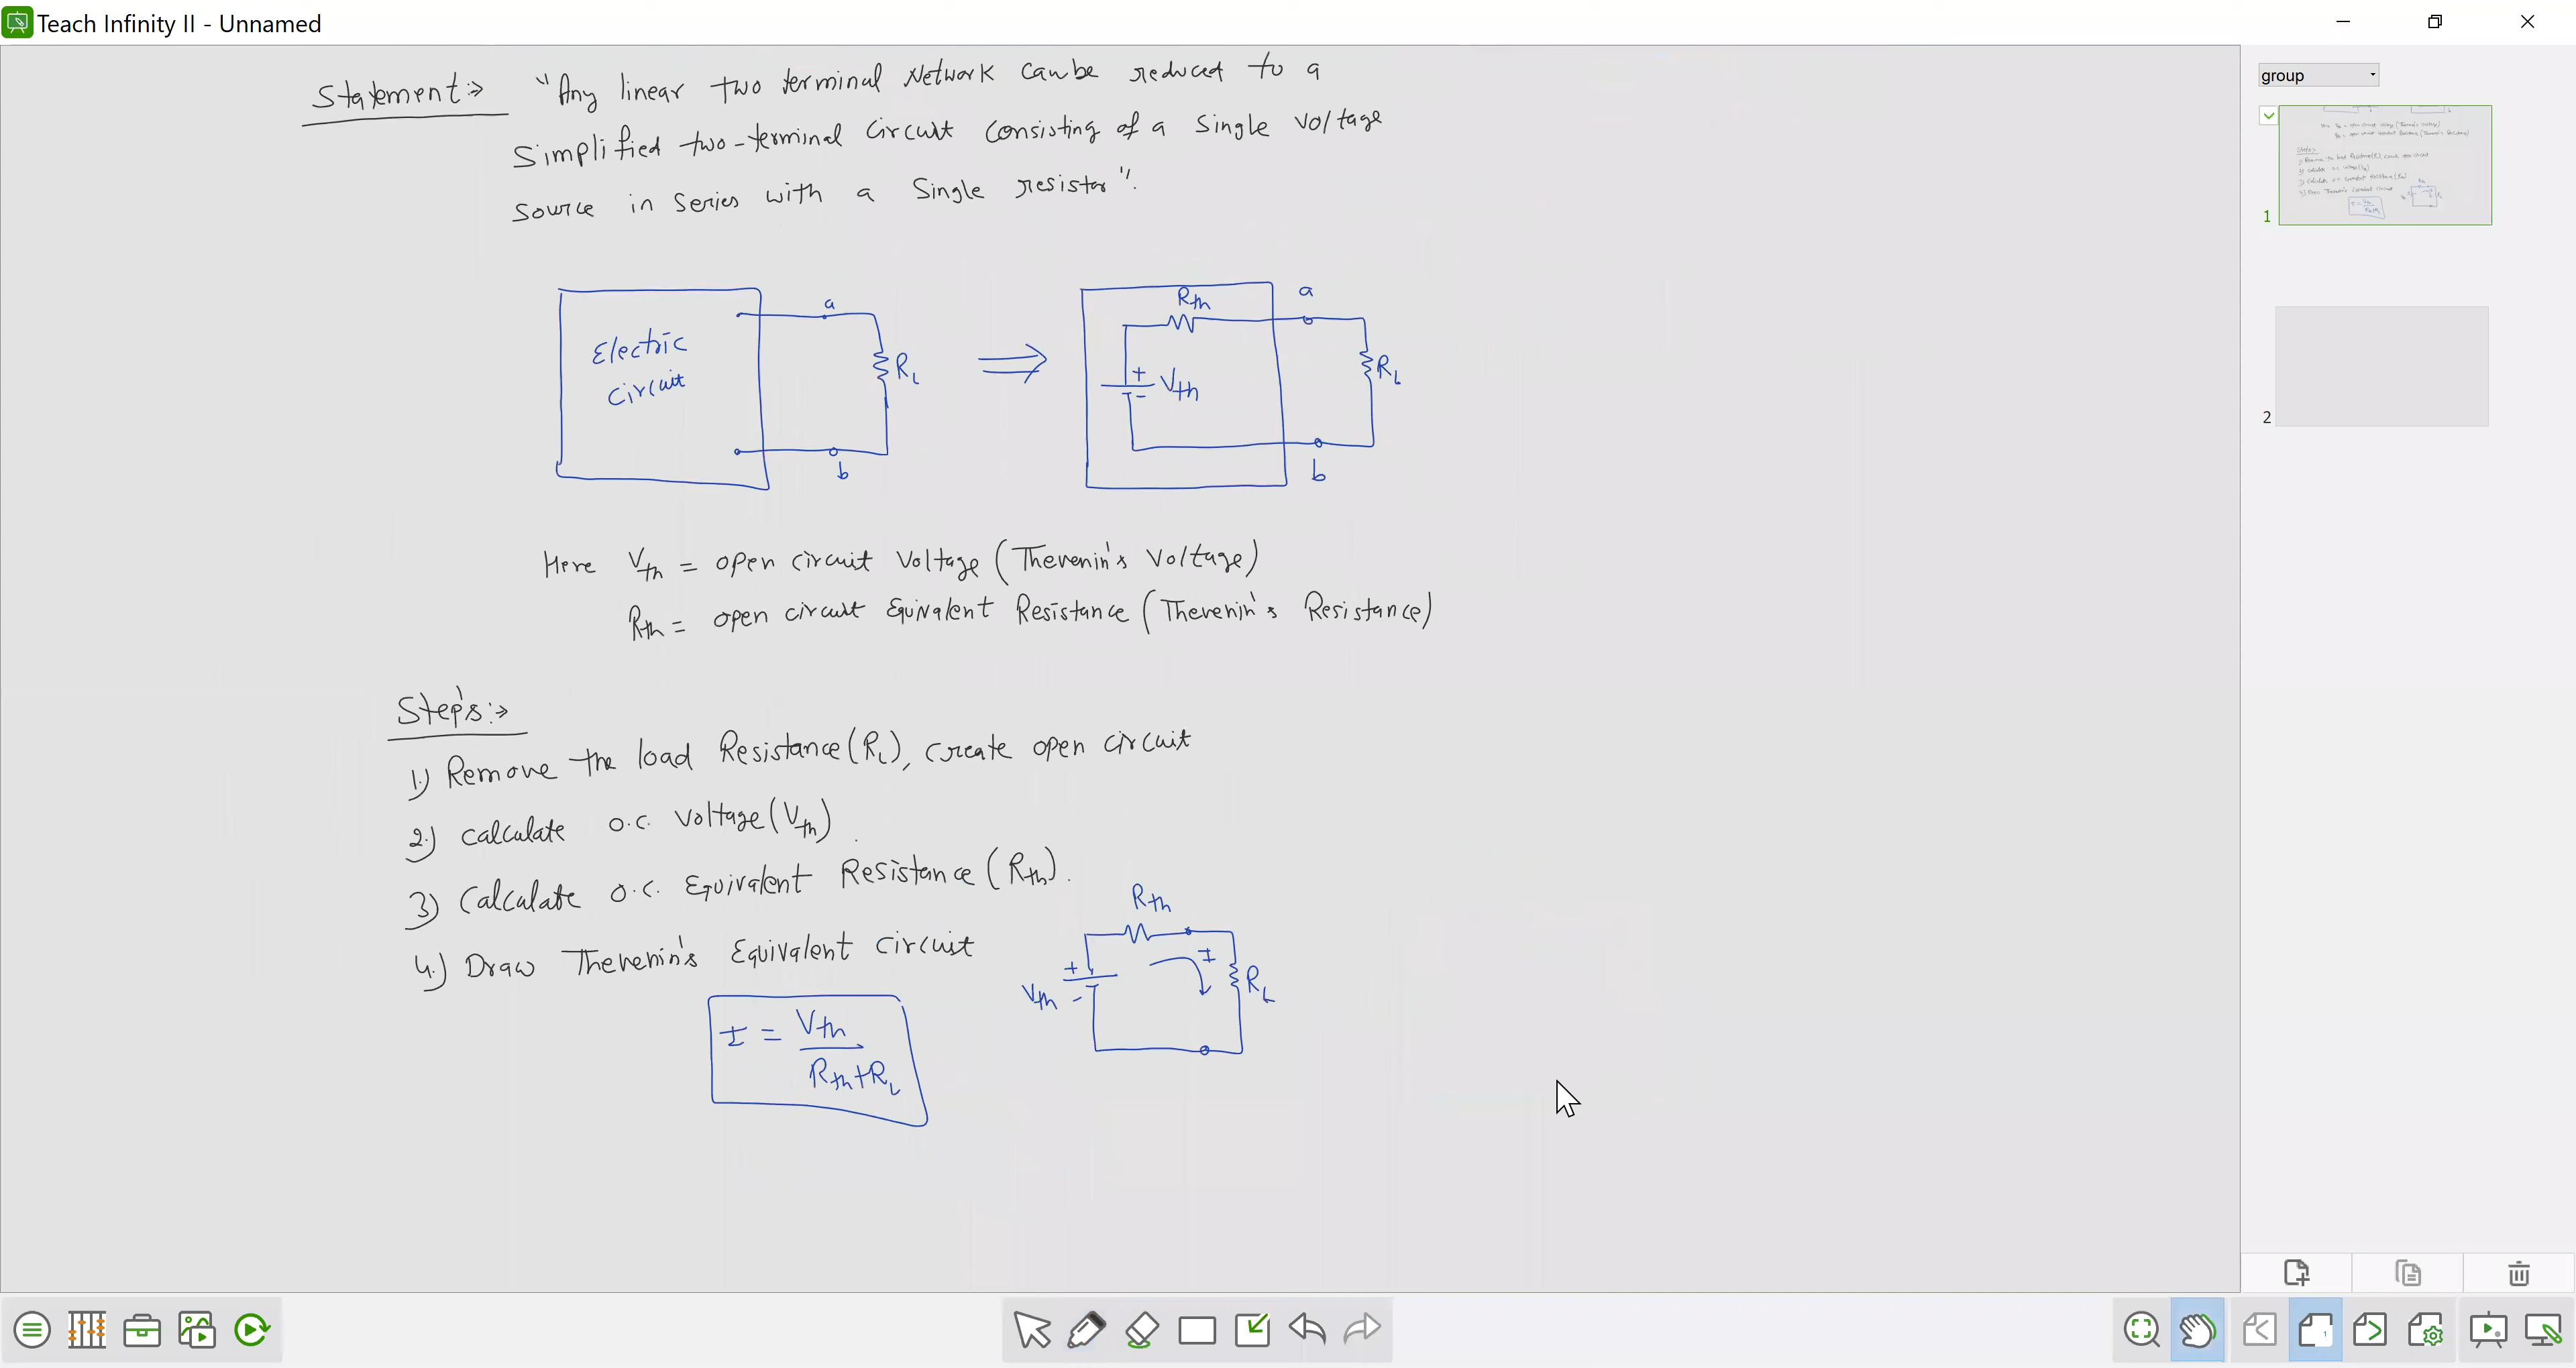 Teach Infinity II - Unnamed
group
Statement:→ "Any linear two terminal Network can be reduced to a
Simplified two-terminal circuit consisting of a single voltage
source in series with a single resistor".
Electric
circuit
a
b
RL
Rth
a
+
-
Vth
RL
b
Here Vth = open circuit voltage (Thevenin's Voltage)
Rth = open circuit Equivalent Resistance (Thevenin's Resistance)
Step's:→
1.) Remove the load Resistance (RL), create open circuit
2.) calculate o.c. voltage (Vth).
3) Calculate o.c. Equivalent Resistance (Rth).
4.) Draw Thevenin's Equivalent circuit
Rth
+
-
Vth
I
RL
I = Vth / Rth+RL
1
2
1